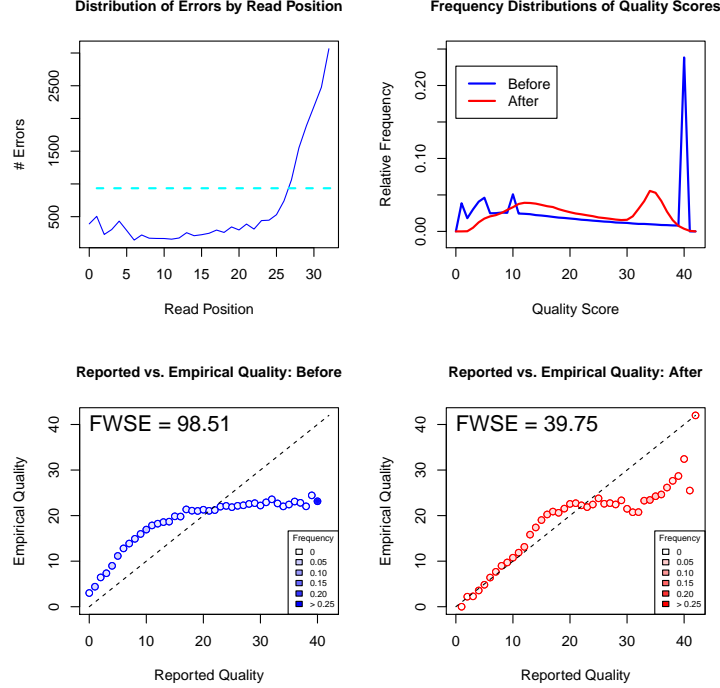 Distribution of Errors by Read Position
# Errors
500
1500
2500
0
5
10
15
20
25
30
Read Position
Frequency Distributions of Quality Scores
Relative Frequency
0.00
0.10
0.20
Before
After
0
10
20
30
40
Quality Score
Reported vs. Empirical Quality: Before
FWSE = 98.51
Empirical Quality
0
10
20
30
40
Frequency
0
0.05
0.10
0.15
0.20
> 0.25
0
10
20
30
40
Reported Quality
Reported vs. Empirical Quality: After
FWSE = 39.75
Empirical Quality
0
10
20
30
40
Frequency
0
0.05
0.10
0.15
0.20
> 0.25
0
10
20
30
40
Reported Quality